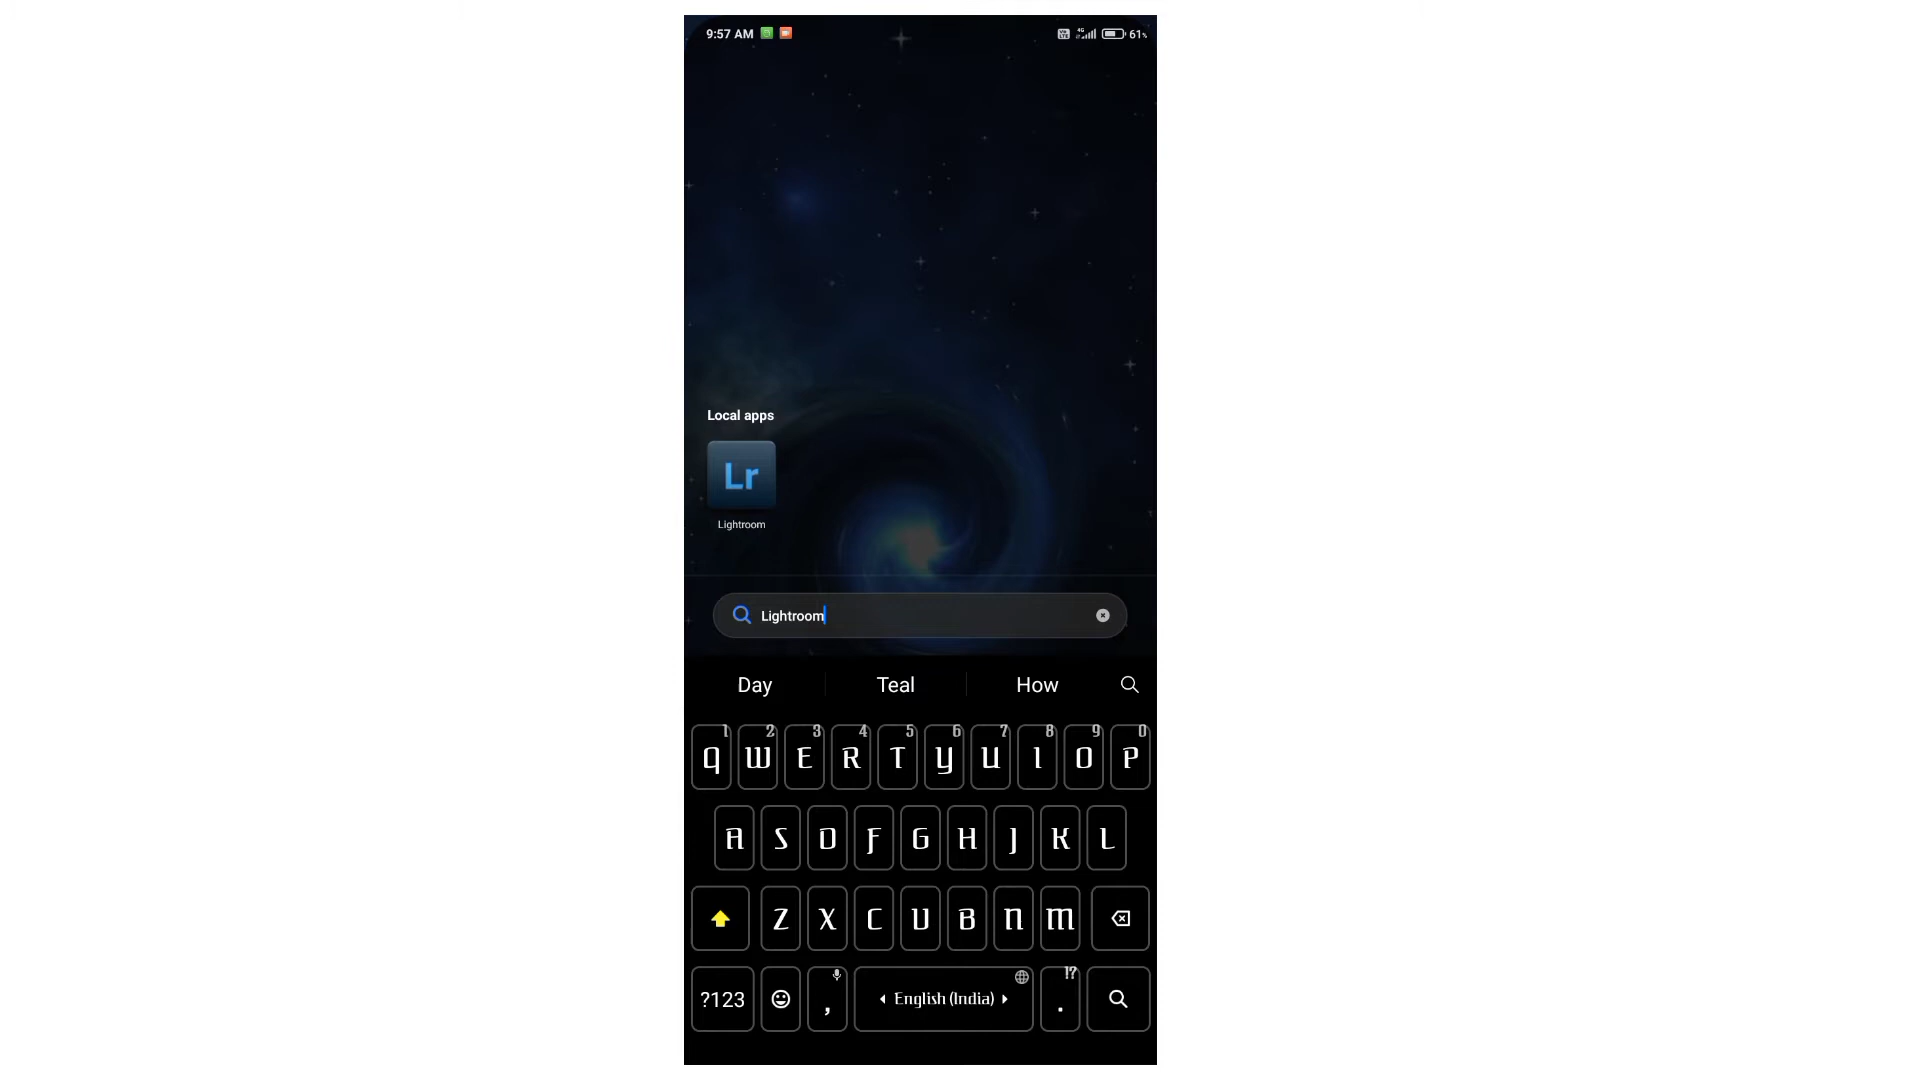 9:57 AM 4G 61%
Local apps
Lr
Lightroom
Lightroom
Day Teal How
1 2 3 4 5 6 7 8 9 0
Q W E R T Y U I O P
A S D F G H J K L
Z X C V B N M
!?
?123 , English (India) .